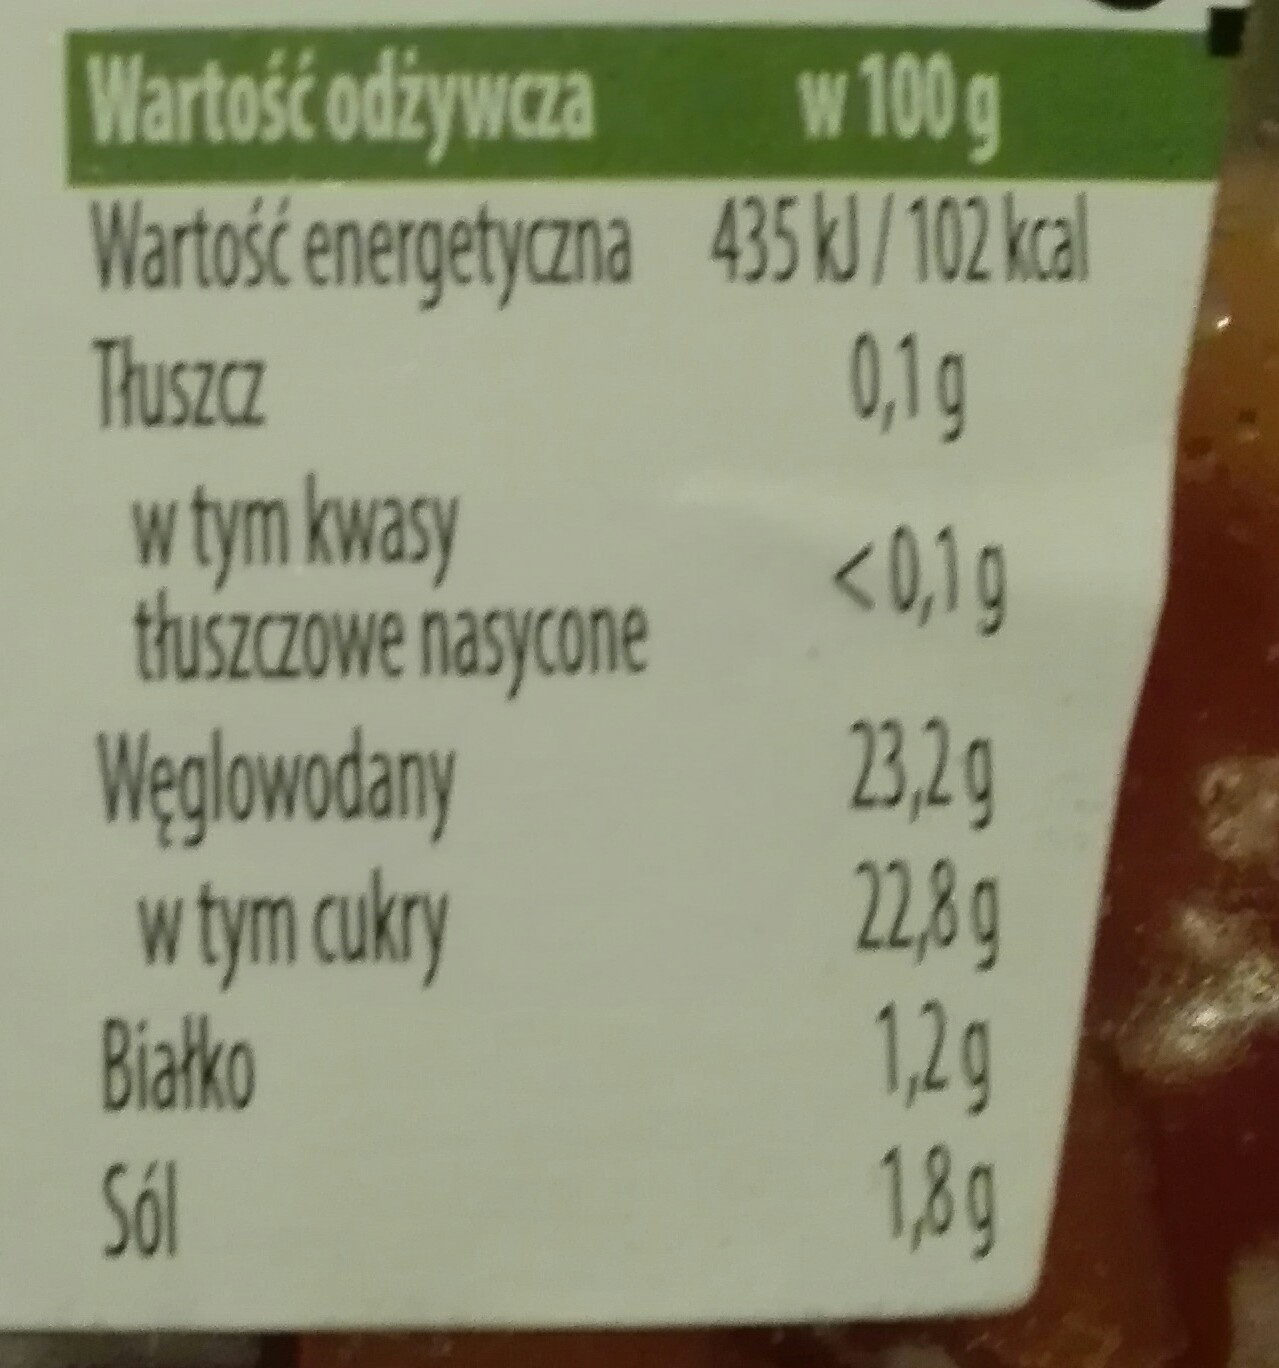 Wartość odżywcza w 100 g
Wartość energetyczna 435 kJ / 102 kcal
Tłuszcz 0,1 g
w tym kwasy
tłuszczowe nasycone <0,1 g
Węglowodany 23,2 g
w tym cukry 22,8 g
Białko 1,2 g
Sól 1,8 g